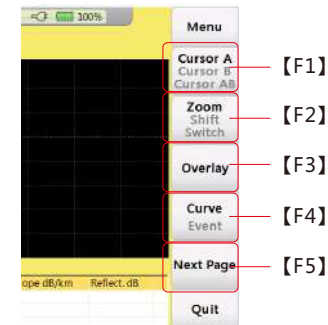 100%
Menu
Cursor A
Cursor B
Cursor AB
【F1】
Zoom
Shift
Switch
【F2】
Overlay
【F3】
Curve
Event
【F4】
Next Page
【F5】
ope dB/km Reflect. dB
Quit